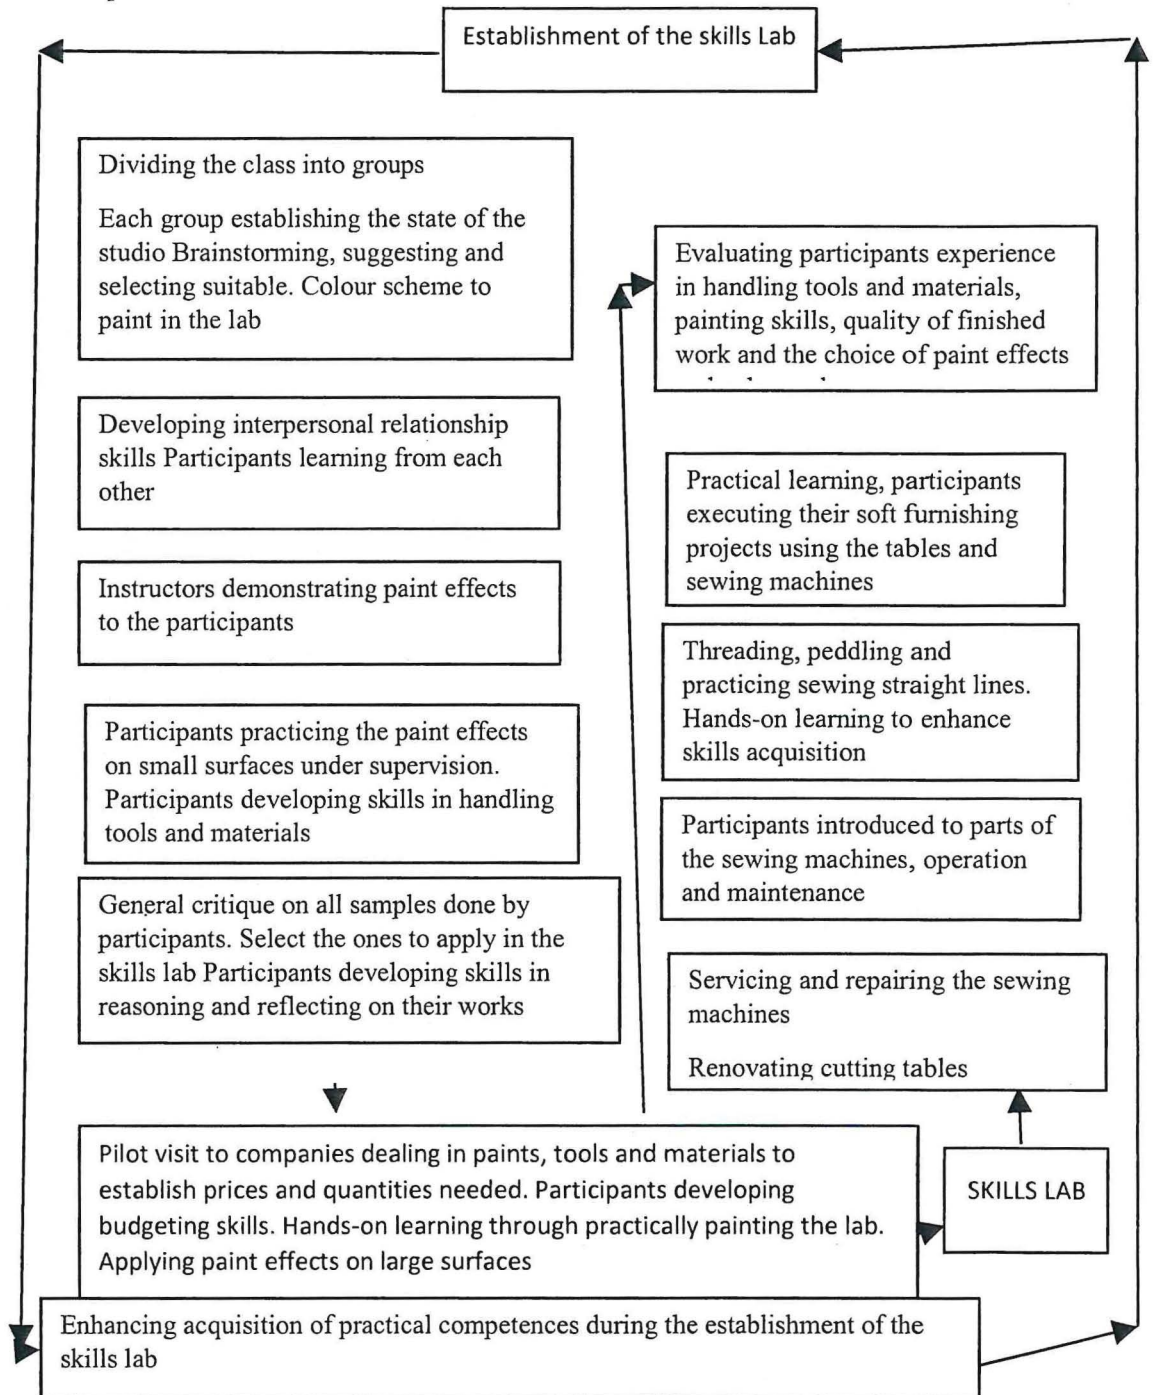 Establishment of the skills Lab
Dividing the class into groups
Each group establishing the state of the
studio Brainstorming, suggesting and
selecting suitable. Colour scheme to
paint in the lab
Developing interpersonal relationship
skills Participants learning from each
other
Instructors demonstrating paint effects
to the participants
Participants practicing the paint effects
on small surfaces under supervision.
Participants developing skills in handling
tools and materials
General critique on all samples done by
participants. Select the ones to apply in the
skills lab Participants developing skills in
reasoning and reflecting on their works
Evaluating participants experience
in handling tools and materials,
painting skills, quality of finished
work and the choice of paint effects
Practical learning, participants
executing their soft furnishing
projects using the tables and
sewing machines
Threading, peddling and
practicing sewing straight lines.
Hands-on learning to enhance
skills acquisition
Participants introduced to parts of
the sewing machines, operation
and maintenance
Servicing and repairing the sewing
machines
Renovating cutting tables
Pilot visit to companies dealing in paints, tools and materials to
establish prices and quantities needed. Participants developing
budgeting skills. Hands-on learning through practically painting the lab.
Applying paint effects on large surfaces
SKILLS LAB
Enhancing acquisition of practical competences during the establishment of the
skills lab